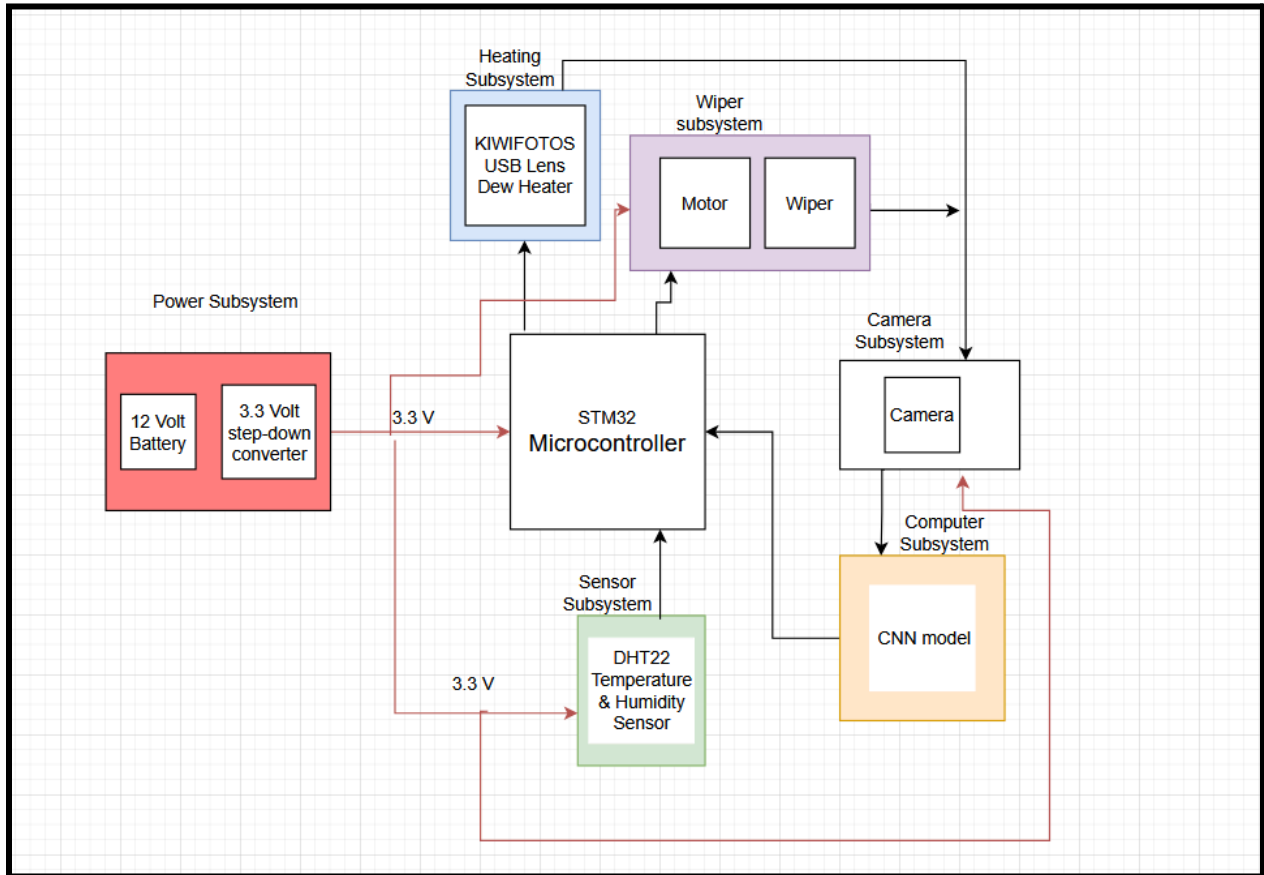 Heating
Subsystem
KIWIFOTOS
USB Lens
Dew Heater
Wiper
subsystem
Motor
Wiper
Power Subsystem
12 Volt
Battery
3.3 Volt
step-down
converter
3.3 V
STM32
Microcontroller
Camera
Subsystem
Camera
Computer
Subsystem
CNN model
Sensor
Subsystem
DHT22
Temperature
& Humidity
Sensor
3.3 V